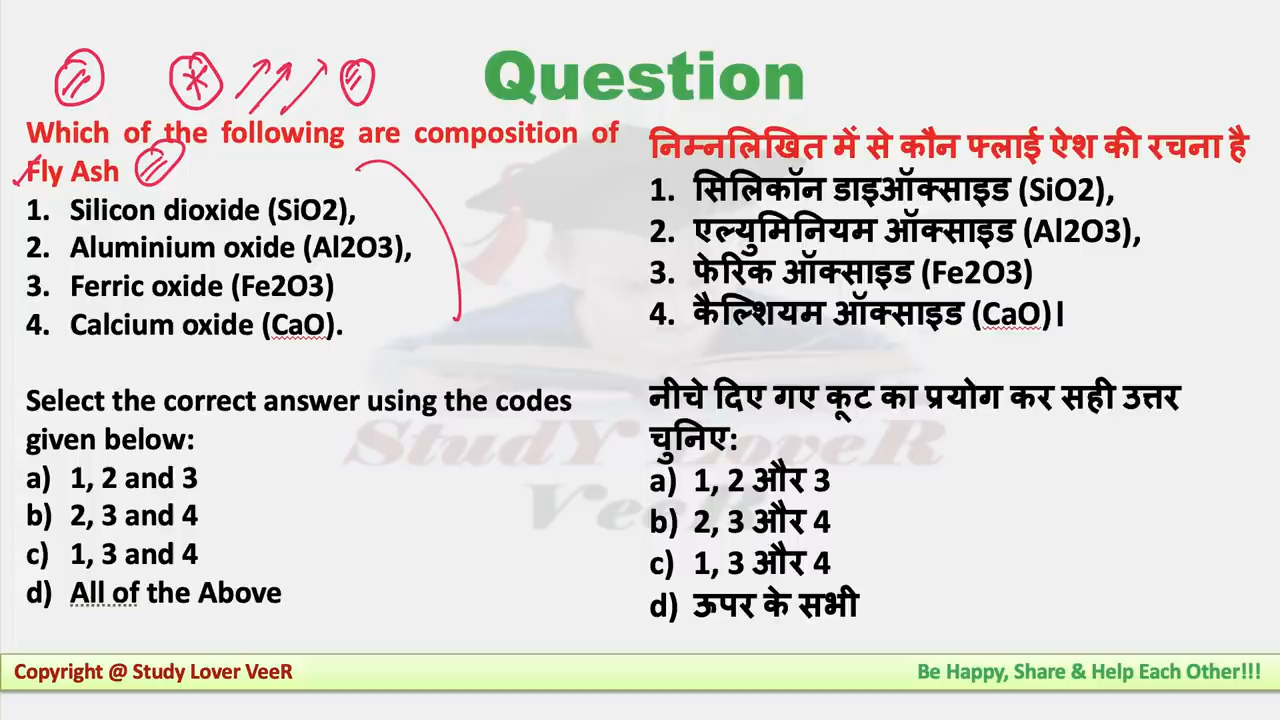 Question
Which of the following are composition of
Fly Ash
1. Silicon dioxide (SiO2),
2. Aluminium oxide (Al2O3),
3. Ferric oxide (Fe2O3)
4. Calcium oxide (CaO).
Select the correct answer using the codes
given below:
a) 1, 2 and 3
b) 2, 3 and 4
c) 1, 3 and 4
d) All of the Above
निम्नलिखित में से कौन फ्लाई ऐश की रचना है
1. सिलिकॉन डाइऑक्साइड (SiO2),
2. एल्युमिनियम ऑक्साइड (Al2O3),
3. फेरिक ऑक्साइड (Fe2O3)
4. कैल्शियम ऑक्साइड (CaO)।
नीचे दिए गए कूट का प्रयोग कर सही उत्तर
चुनिए:
a) 1, 2 और 3
b) 2, 3 और 4
c) 1, 3 और 4
d) ऊपर के सभी
StudY LoveR
VeeR
Copyright @ Study Lover VeeR
Be Happy, Share & Help Each Other!!!